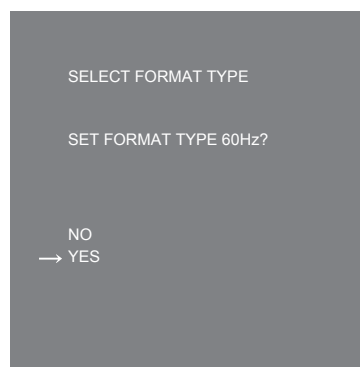 SELECT FORMAT TYPE
SET FORMAT TYPE 60Hz?
NO
→ YES